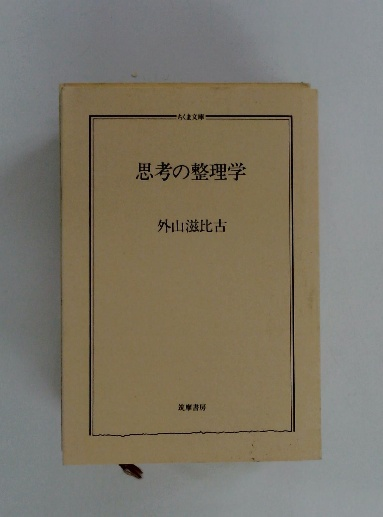 ちくま文庫
思考の整理学
外山滋比古
筑摩書房